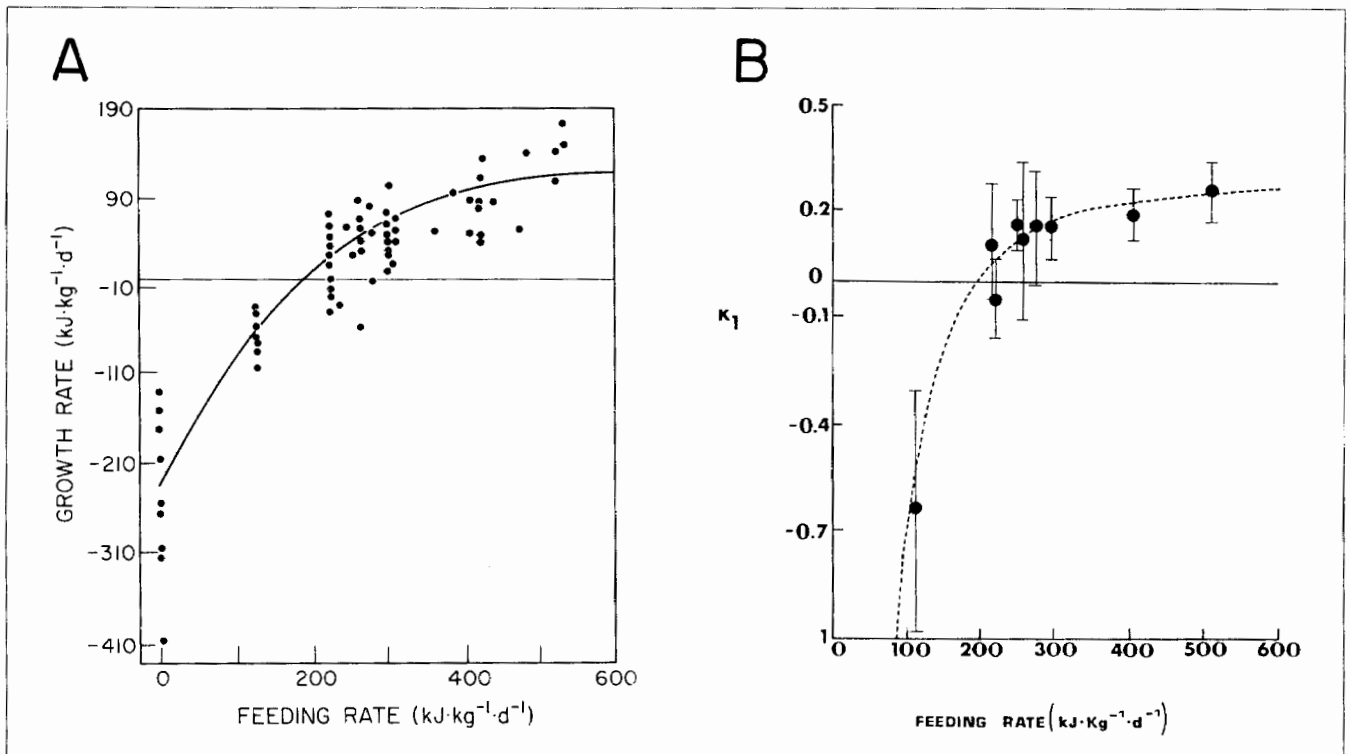 A
190
90
-10
-110
-210
-310
-410
GROWTH RATE (kJ·kg⁻¹·d⁻¹)
0 200 400 600
FEEDING RATE (kJ·kg⁻¹·d⁻¹)
B
0.5
0.2
0
-0.1
-0.4
-0.7
1
K₁
0 100 200 300 400 500 600
FEEDING RATE (kJ·Kg⁻¹·d⁻¹)